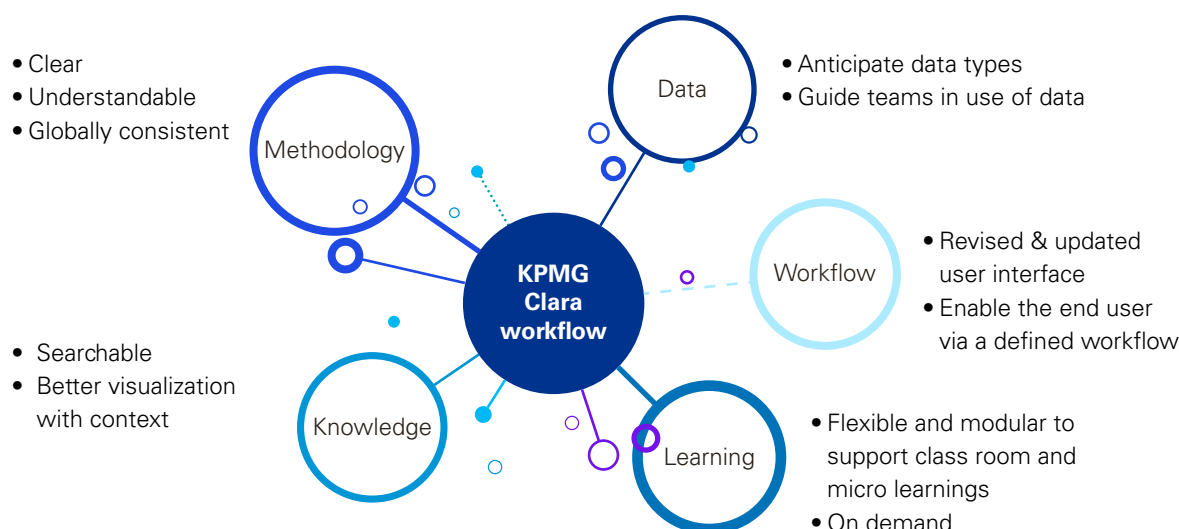 • Clear
• Understandable
• Globally consistent
Methodology
Data
• Anticipate data types
• Guide teams in use of data
KPMG
Clara
workflow
Workflow
• Revised & updated
user interface
• Enable the end user
via a defined workflow
• Searchable
• Better visualization
with context
Knowledge
Learning
• Flexible and modular to
support class room and
micro learnings
• On demand